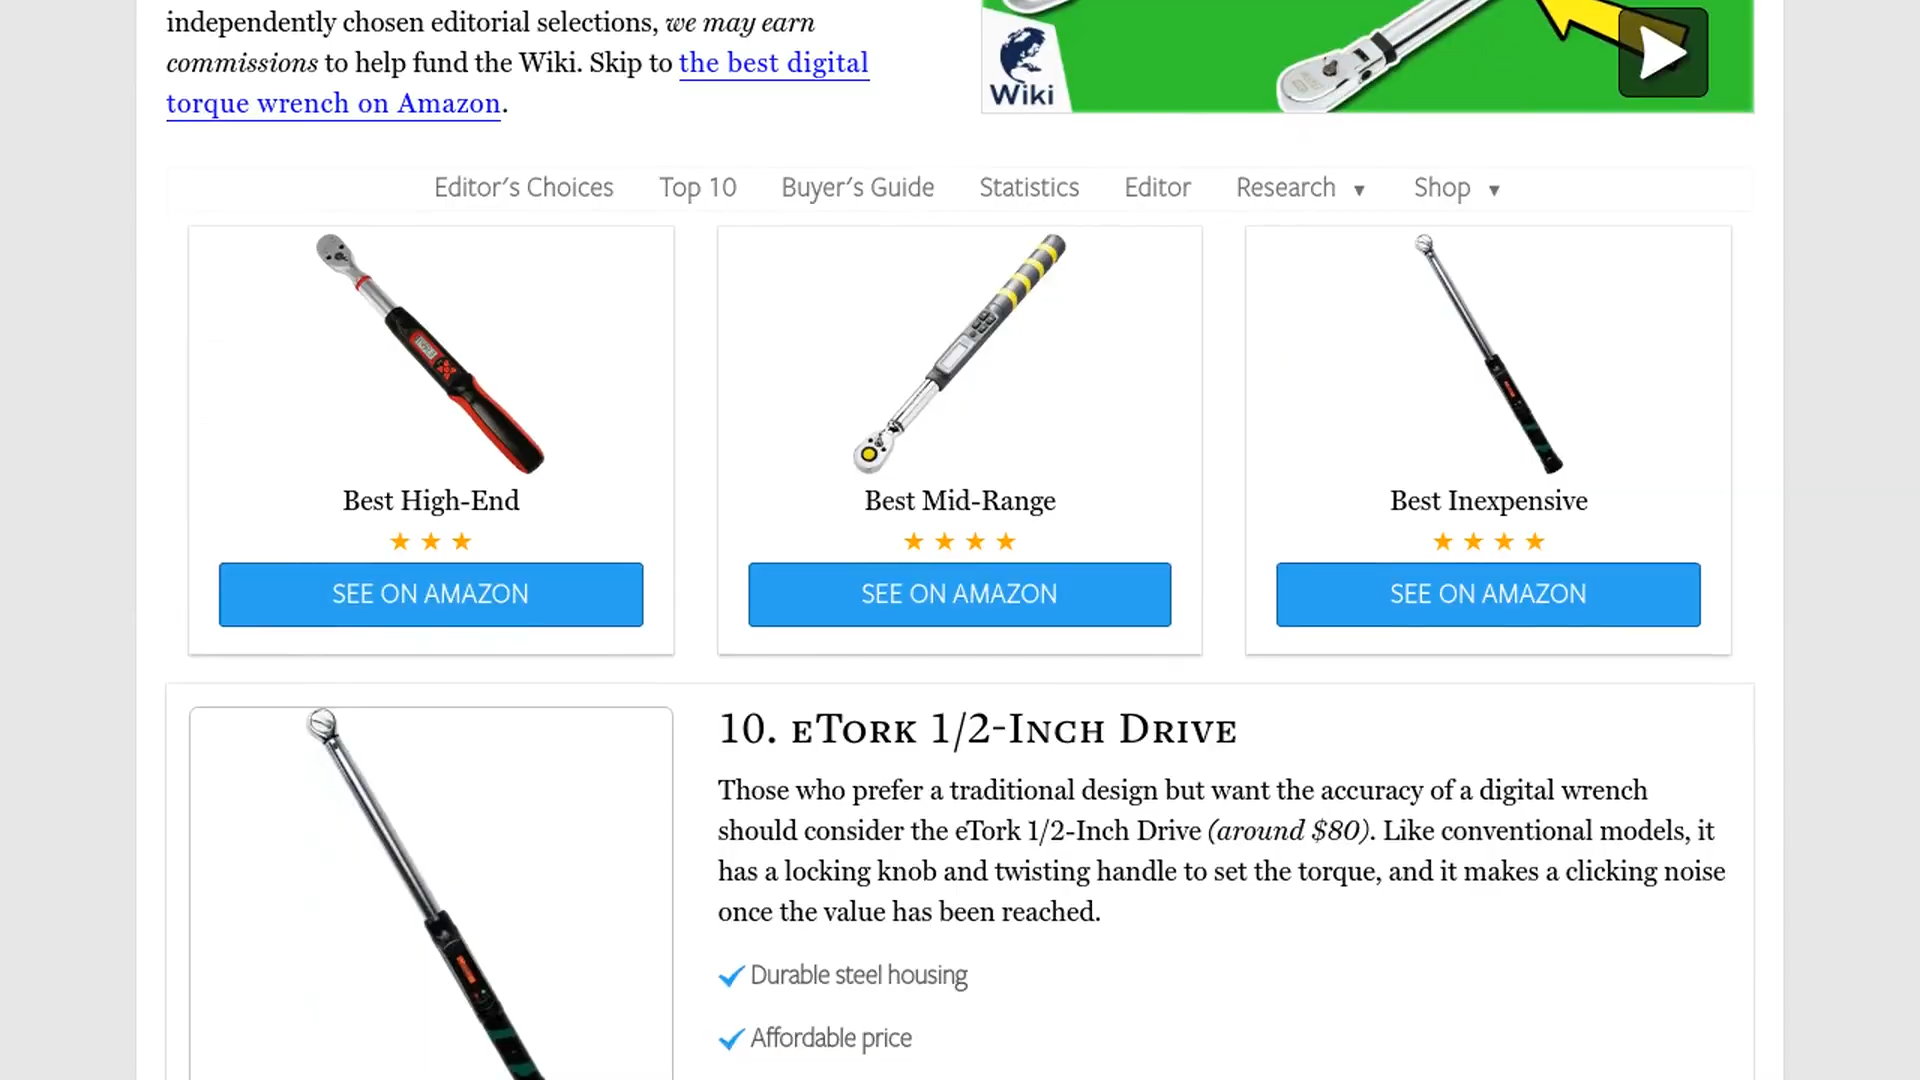 independently chosen editorial selections, we may earn
commissions to help fund the Wiki. Skip to the best digital
torque wrench on Amazon.
Wiki
Editor's Choices Top 10 Buyer's Guide Statistics Editor Research ▼ Shop ▼
Best High-End
★ ★ ★
SEE ON AMAZON
Best Mid-Range
★ ★ ★ ★
SEE ON AMAZON
Best Inexpensive
★ ★ ★ ★
SEE ON AMAZON
10. eTork 1/2-Inch Drive
Those who prefer a traditional design but want the accuracy of a digital wrench
should consider the eTork 1/2-Inch Drive (around $80). Like conventional models, it
has a locking knob and twisting handle to set the torque, and it makes a clicking noise
once the value has been reached.
Durable steel housing
Affordable price